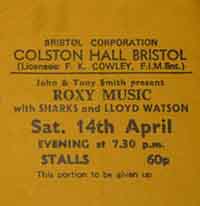 BRISTOL CORPORATION
COLSTON HALL BRISTOL
(Licensee: F. K. COWLEY, F.I.M.Ent.)
John & Tony Smith present
ROXY MUSIC
with SHARKS and LLOYD WATSON
Sat. 14th April
EVENING at 7.30 p.m.
STALLS 60p
This portion to be given up